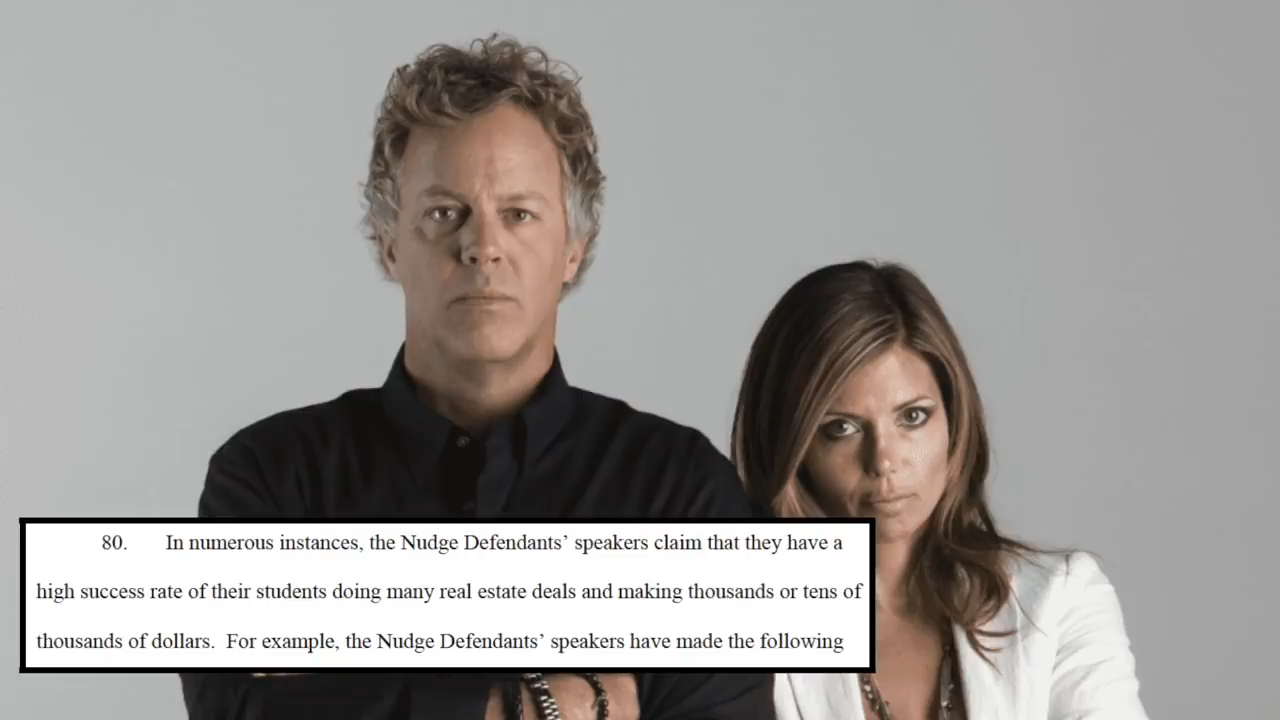 80. In numerous instances, the Nudge Defendants’ speakers claim that they have a
high success rate of their students doing many real estate deals and making thousands or tens of
thousands of dollars. For example, the Nudge Defendants’ speakers have made the following